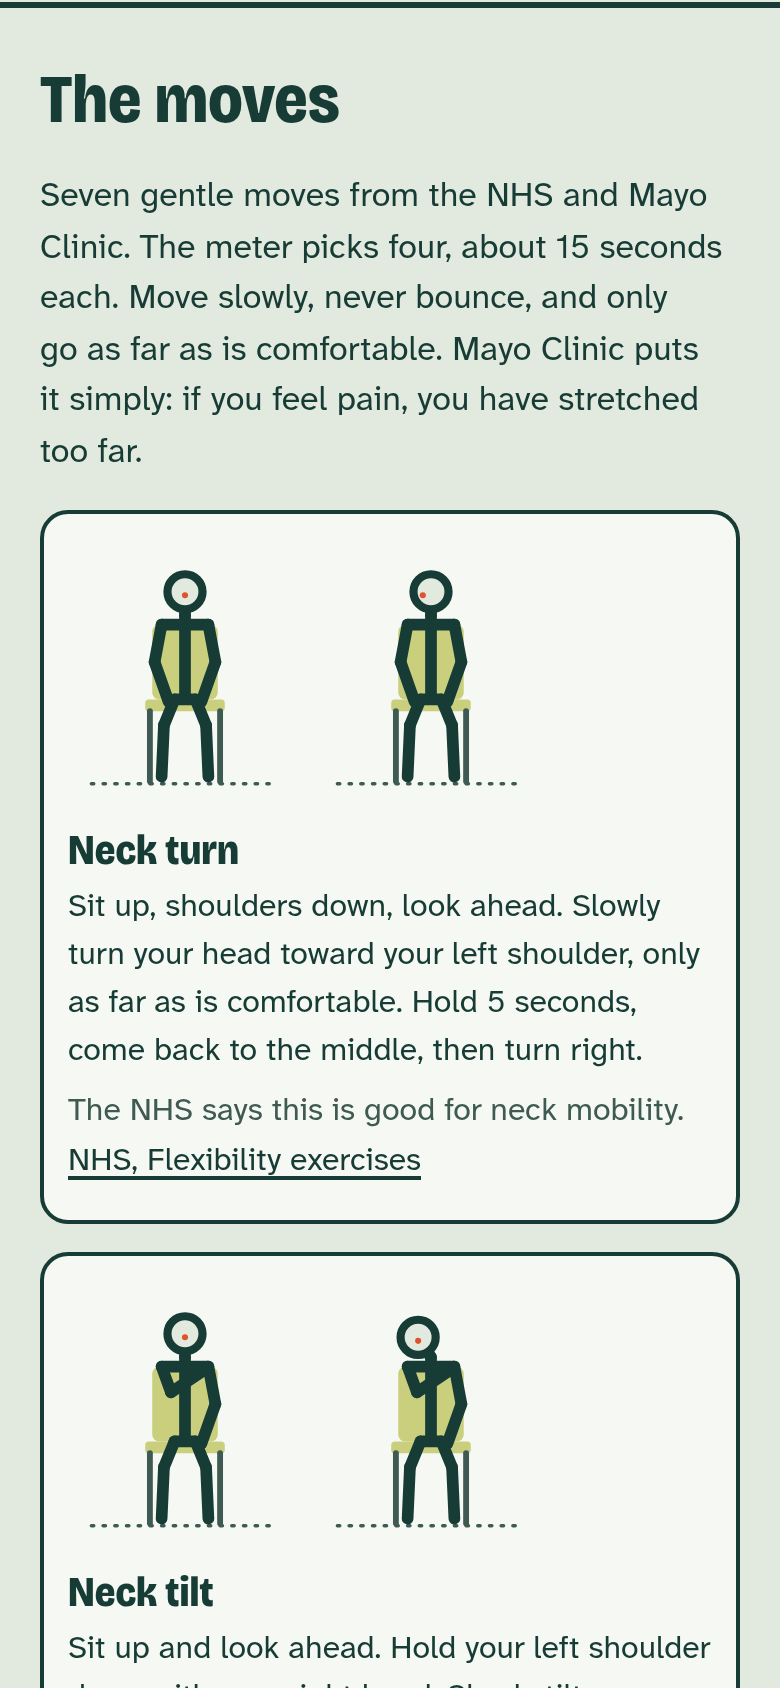 The moves
Seven gentle moves from the NHS and Mayo
Clinic. The meter picks four, about 15 seconds
each. Move slowly, never bounce, and only
go as far as is comfortable. Mayo Clinic puts
it simply: if you feel pain, you have stretched
too far.
Neck turn
Sit up, shoulders down, look ahead. Slowly
turn your head toward your left shoulder, only
as far as is comfortable. Hold 5 seconds,
come back to the middle, then turn right.
The NHS says this is good for neck mobility.
NHS, Flexibility exercises
Neck tilt
Sit up and look ahead. Hold your left shoulder